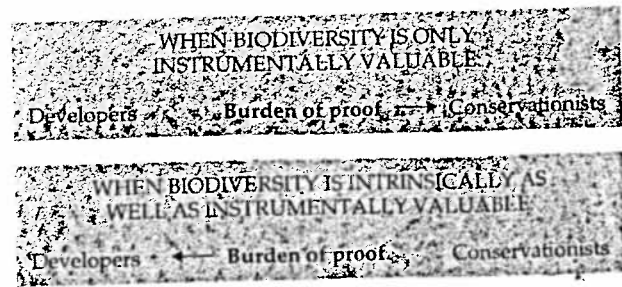 WHEN BIODIVERSITY IS ONLY
INSTRUMENTALLY VALUABLE
Developers Burden of proof → Conservationists
WHEN BIODIVERSITY IS INTRINSICALLY AS
WELL AS INSTRUMENTALLY VALUABLE
Developers ← Burden of proof Conservationists